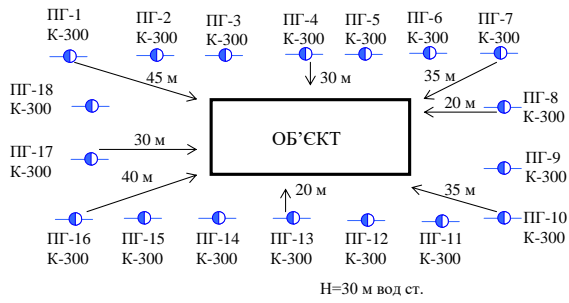 ПГ-1
К-300
ПГ-2
К-300
ПГ-3
К-300
ПГ-4
К-300
ПГ-5
К-300
ПГ-6
К-300
ПГ-7
К-300
45 м
30 м
35 м
ПГ-18
К-300
20 м
ПГ-8
К-300
ПГ-17
К-300
30 м
ОБ’ЄКТ
ПГ-9
К-300
40 м
20 м
35 м
ПГ-16
К-300
ПГ-15
К-300
ПГ-14
К-300
ПГ-13
К-300
ПГ-12
К-300
ПГ-11
К-300
ПГ-10
К-300
Н=30 м вод ст.